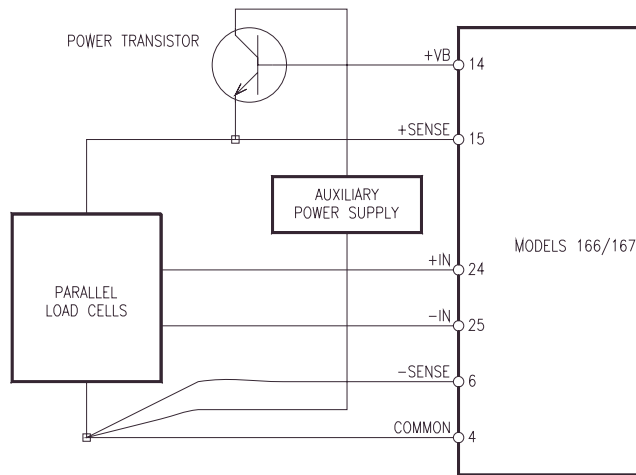 POWER TRANSISTOR
+VB
14
+SENSE
15
AUXILIARY
POWER SUPPLY
MODELS 166/167
+IN
24
PARALLEL
LOAD CELLS
-IN
25
-SENSE
6
COMMON
4